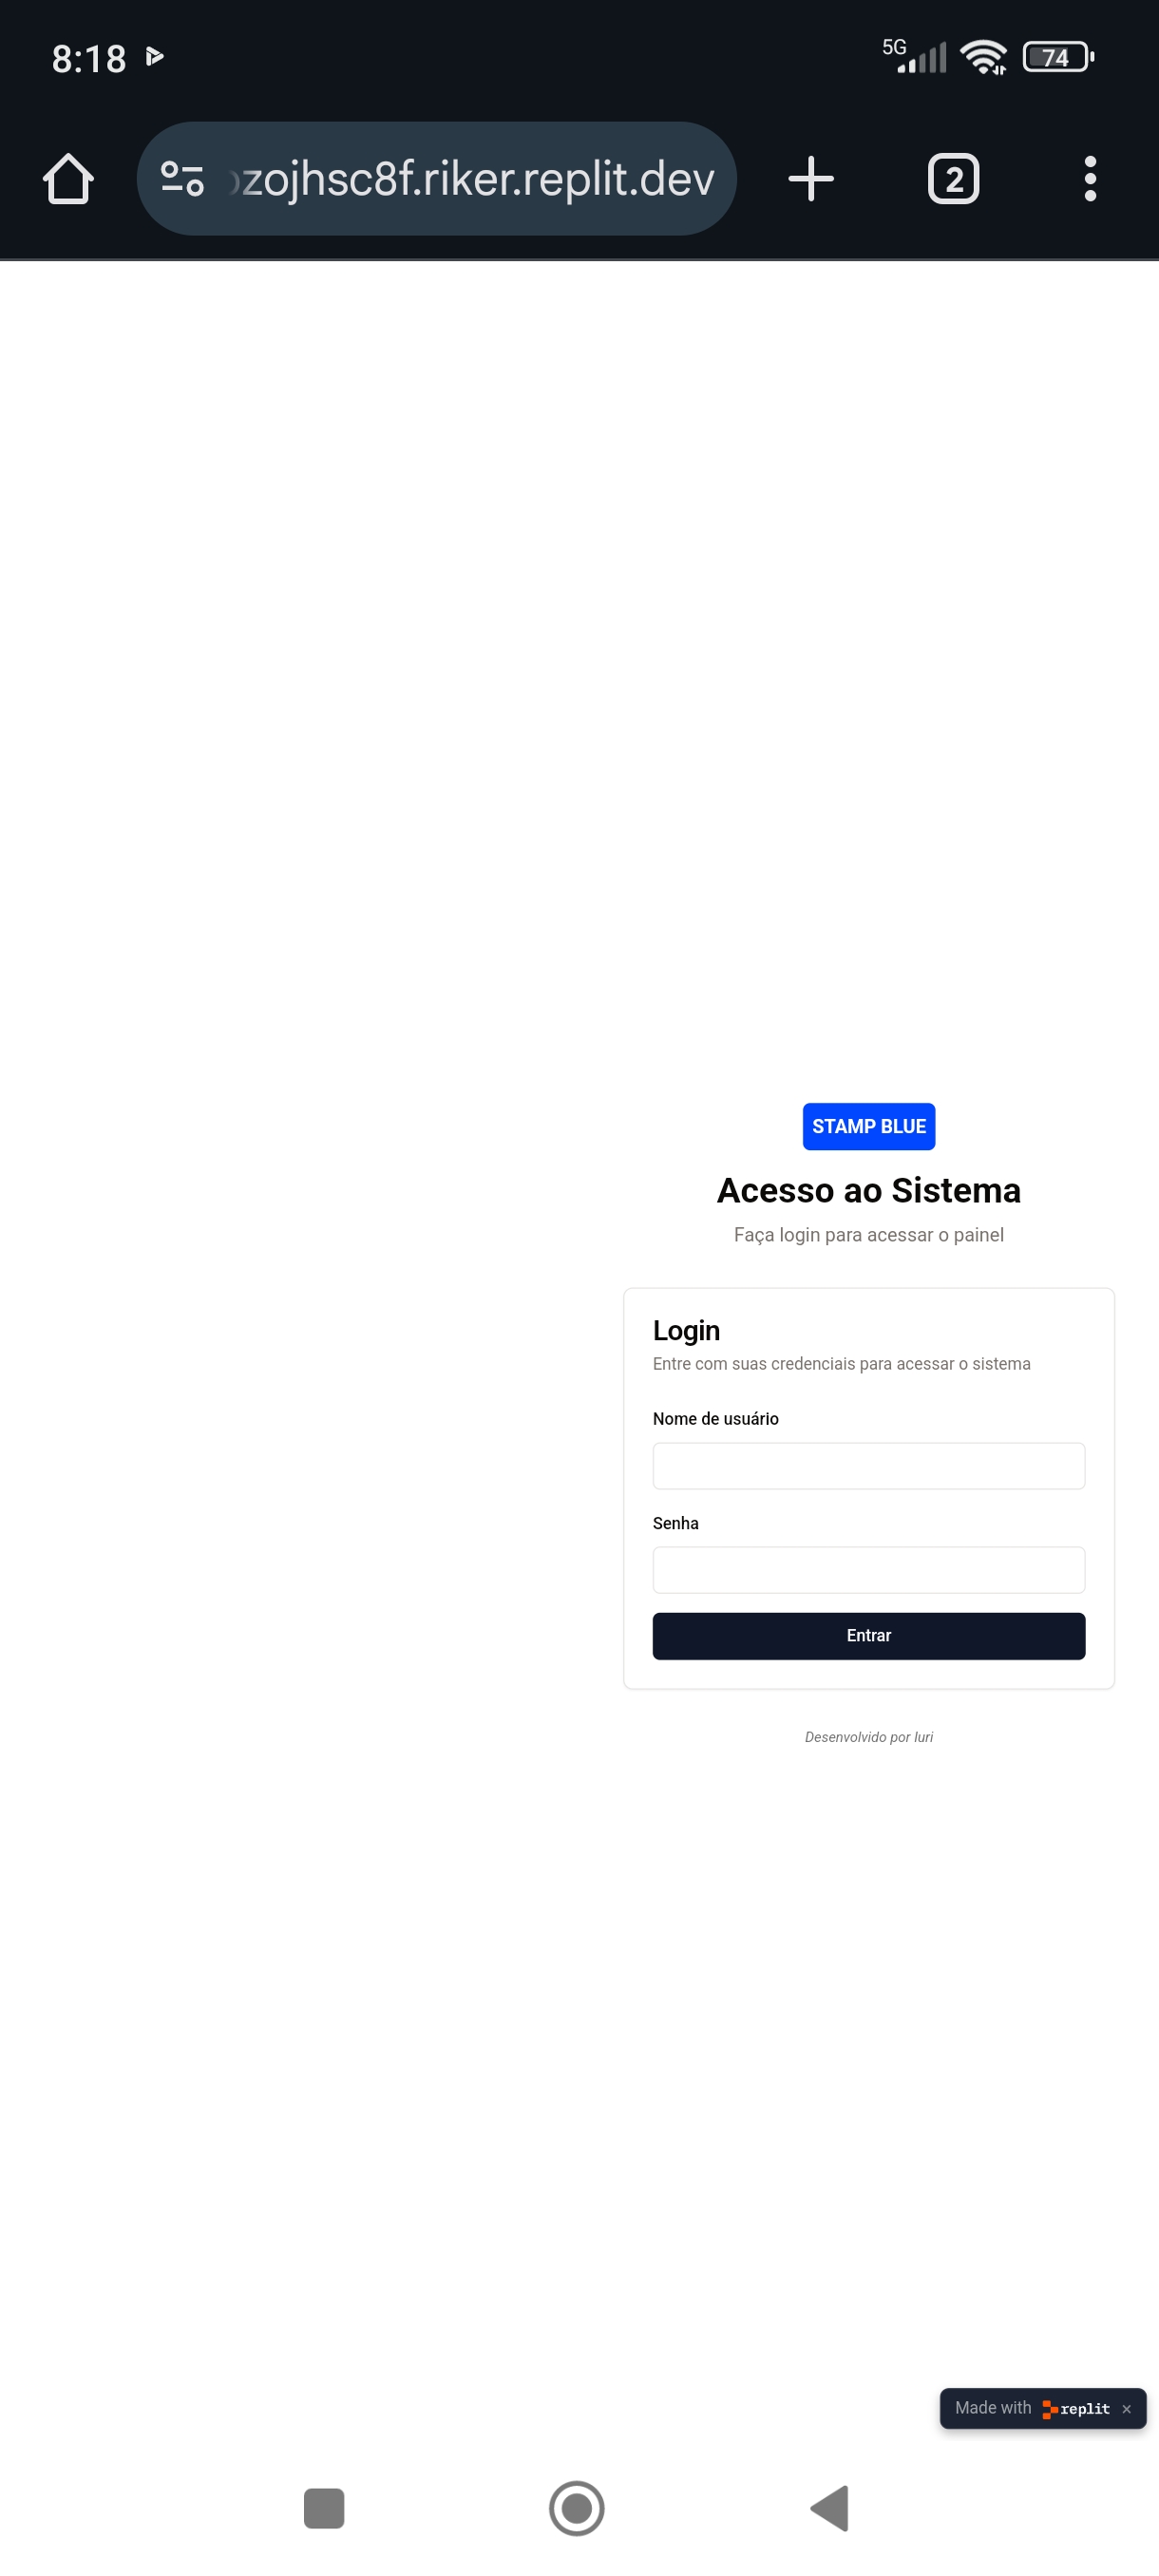 8:18
5G
74
zojhsc8f.riker.replit.dev
2
STAMP BLUE
Acesso ao Sistema
Faça login para acessar o painel
Login
Entre com suas credenciais para acessar o sistema
Nome de usuário
Senha
Entrar
Desenvolvido por Iuri
Made with replit ×